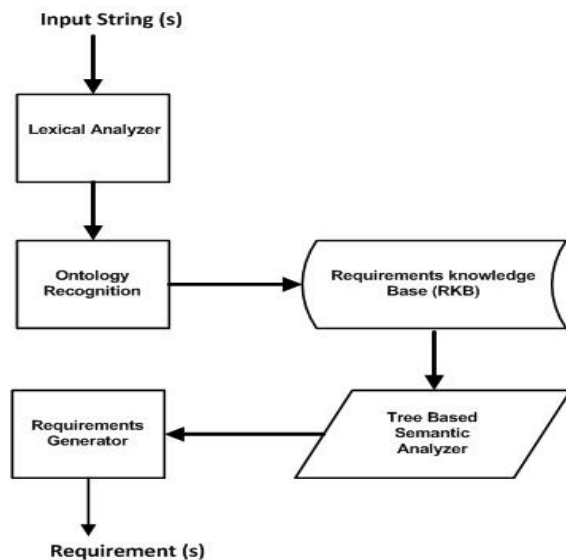 Input String (s)
Lexical Analyzer
Ontology
Recognition
Requirements knowledge
Base (RKB)
Tree Based
Semantic
Analyzer
Requirements
Generator
Requirement (s)